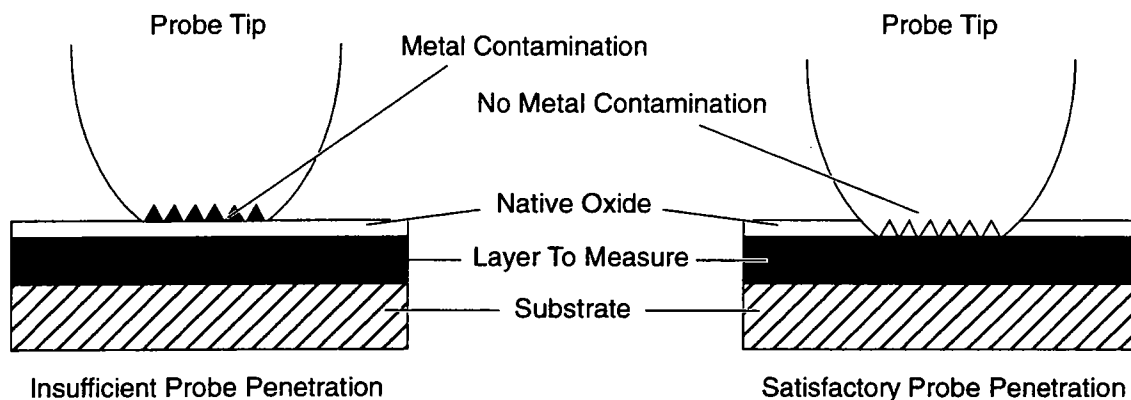 Probe Tip
Metal Contamination
Probe Tip
No Metal Contamination
Native Oxide
Layer To Measure
Substrate
Insufficient Probe Penetration
Satisfactory Probe Penetration